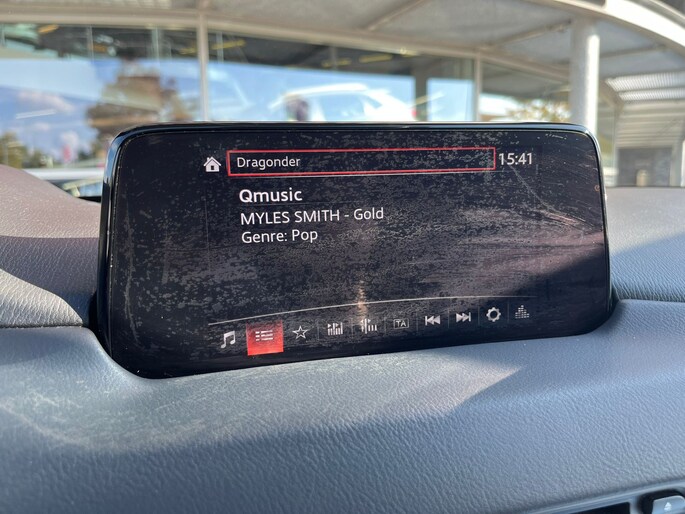 Dragonder
15:41
Qmusic
MYLES SMITH - Gold
Genre: Pop
TA